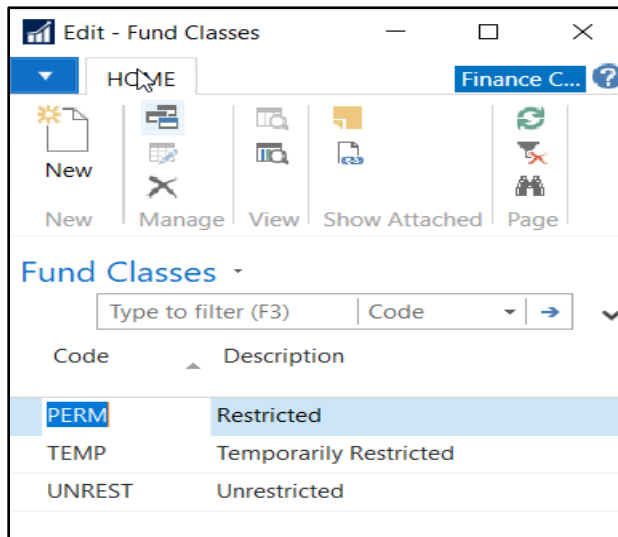 Edit - Fund Classes
HOME
Finance C...
New
New Manage View Show Attached Page
Fund Classes
Type to filter (F3) Code
Code Description
PERM Restricted
TEMP Temporarily Restricted
UNREST Unrestricted